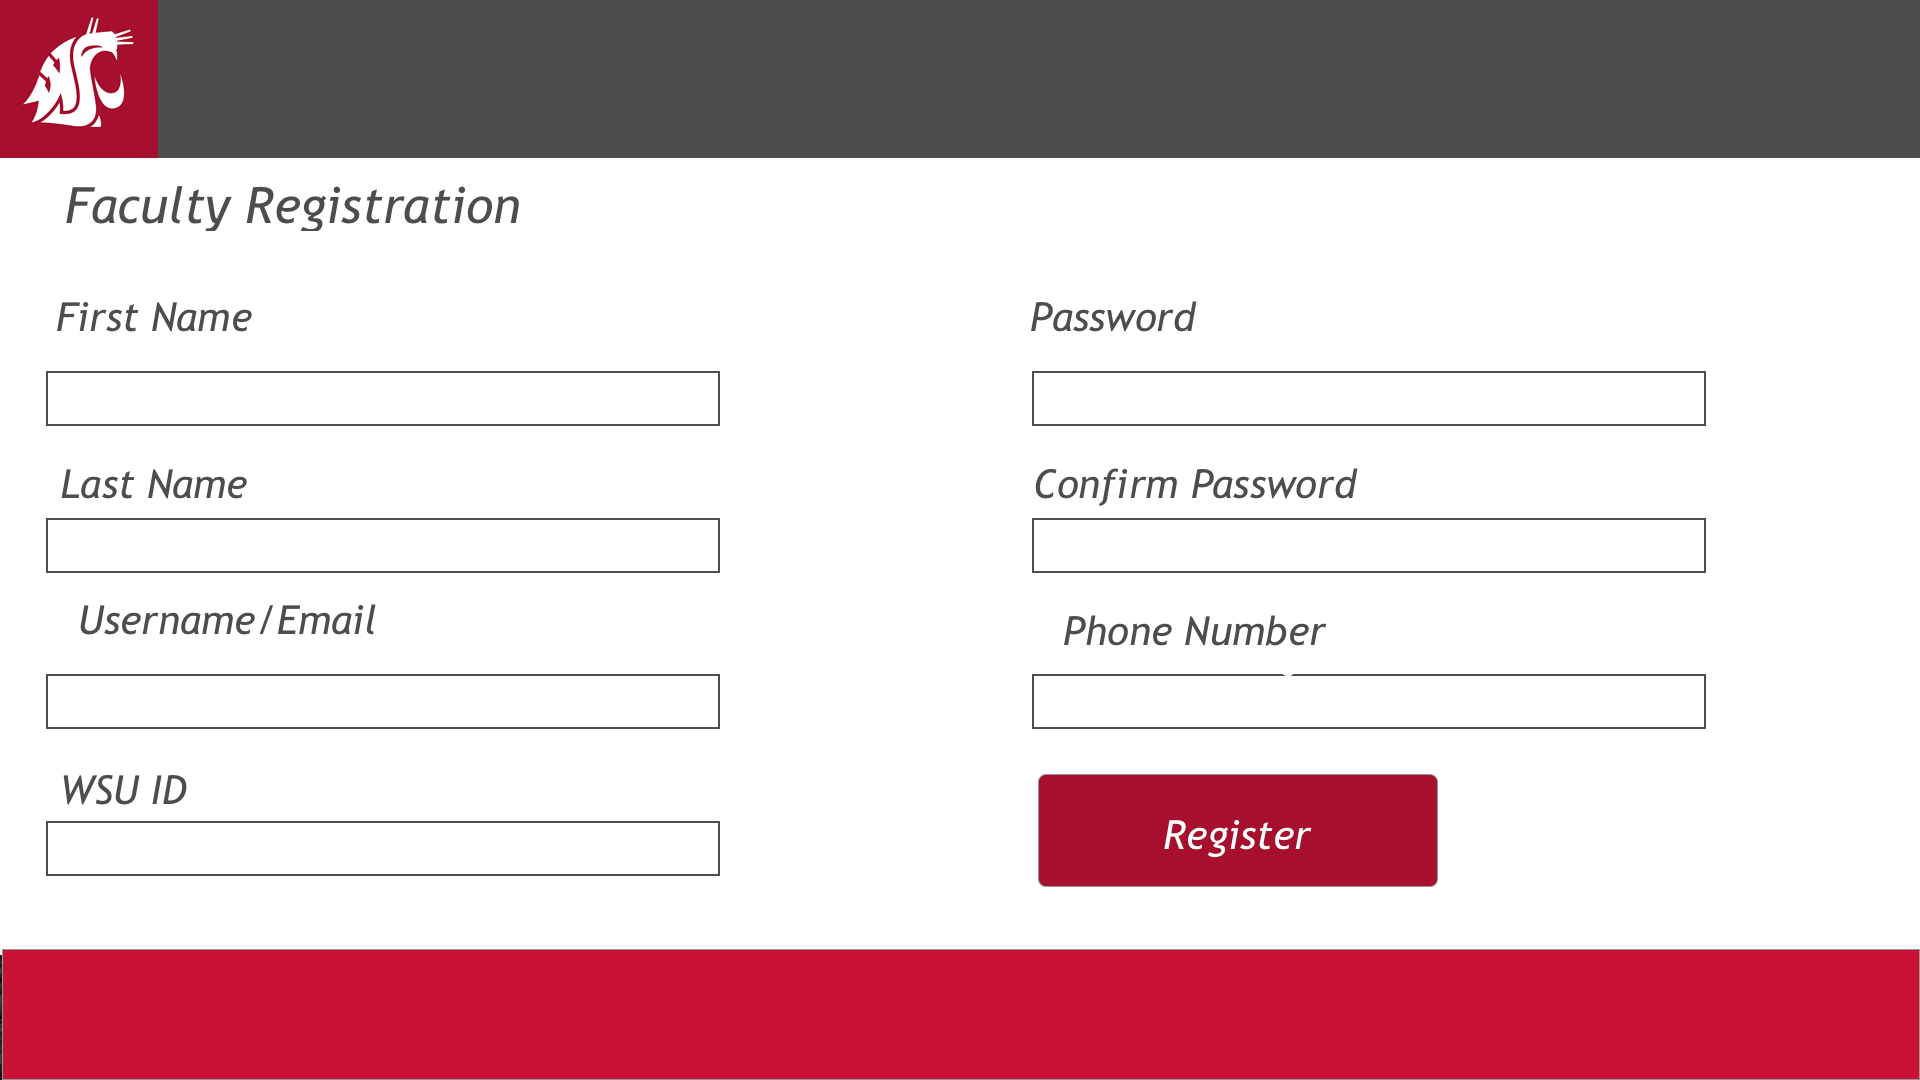 Faculty Registration
First Name
Last Name
Username/Email
WSU ID
Password
Confirm Password
Phone Number
Register